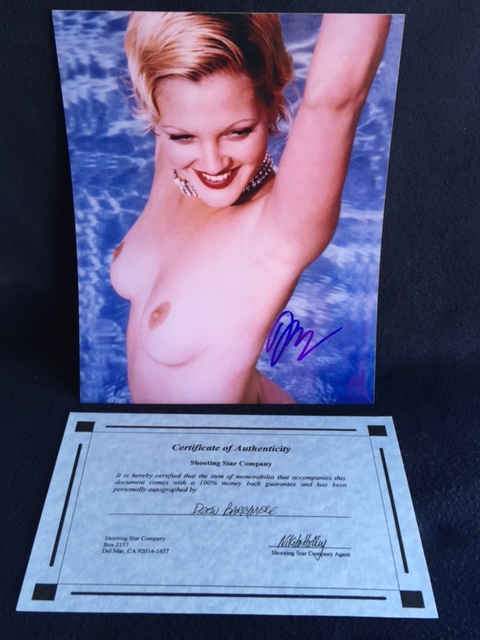 Certificate of Authenticity
Shooting Star Company
It is hereby certified that the item of memorabilia that accompanies this
document comes with a 100% money back guarantee and has been
personally autographed by
Drew Barrymore
Shooting Star Company
Box 2177
Del Mar, CA 92014-1457
Nikita Holley
Shooting Star Company Agent